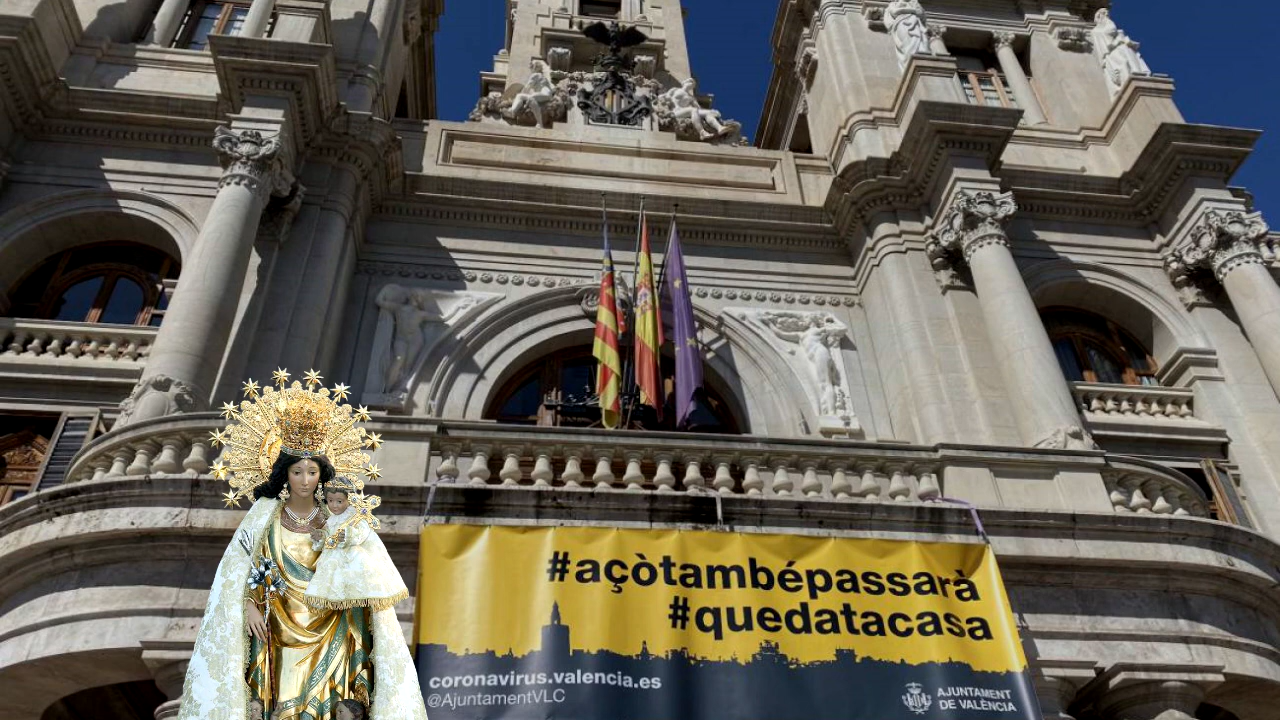 #açòtambépassarà
#quedatacasa
coronavirus.valencia.es
@AjuntamentVLC
AJUNTAMENT
DE VALÈNCIA